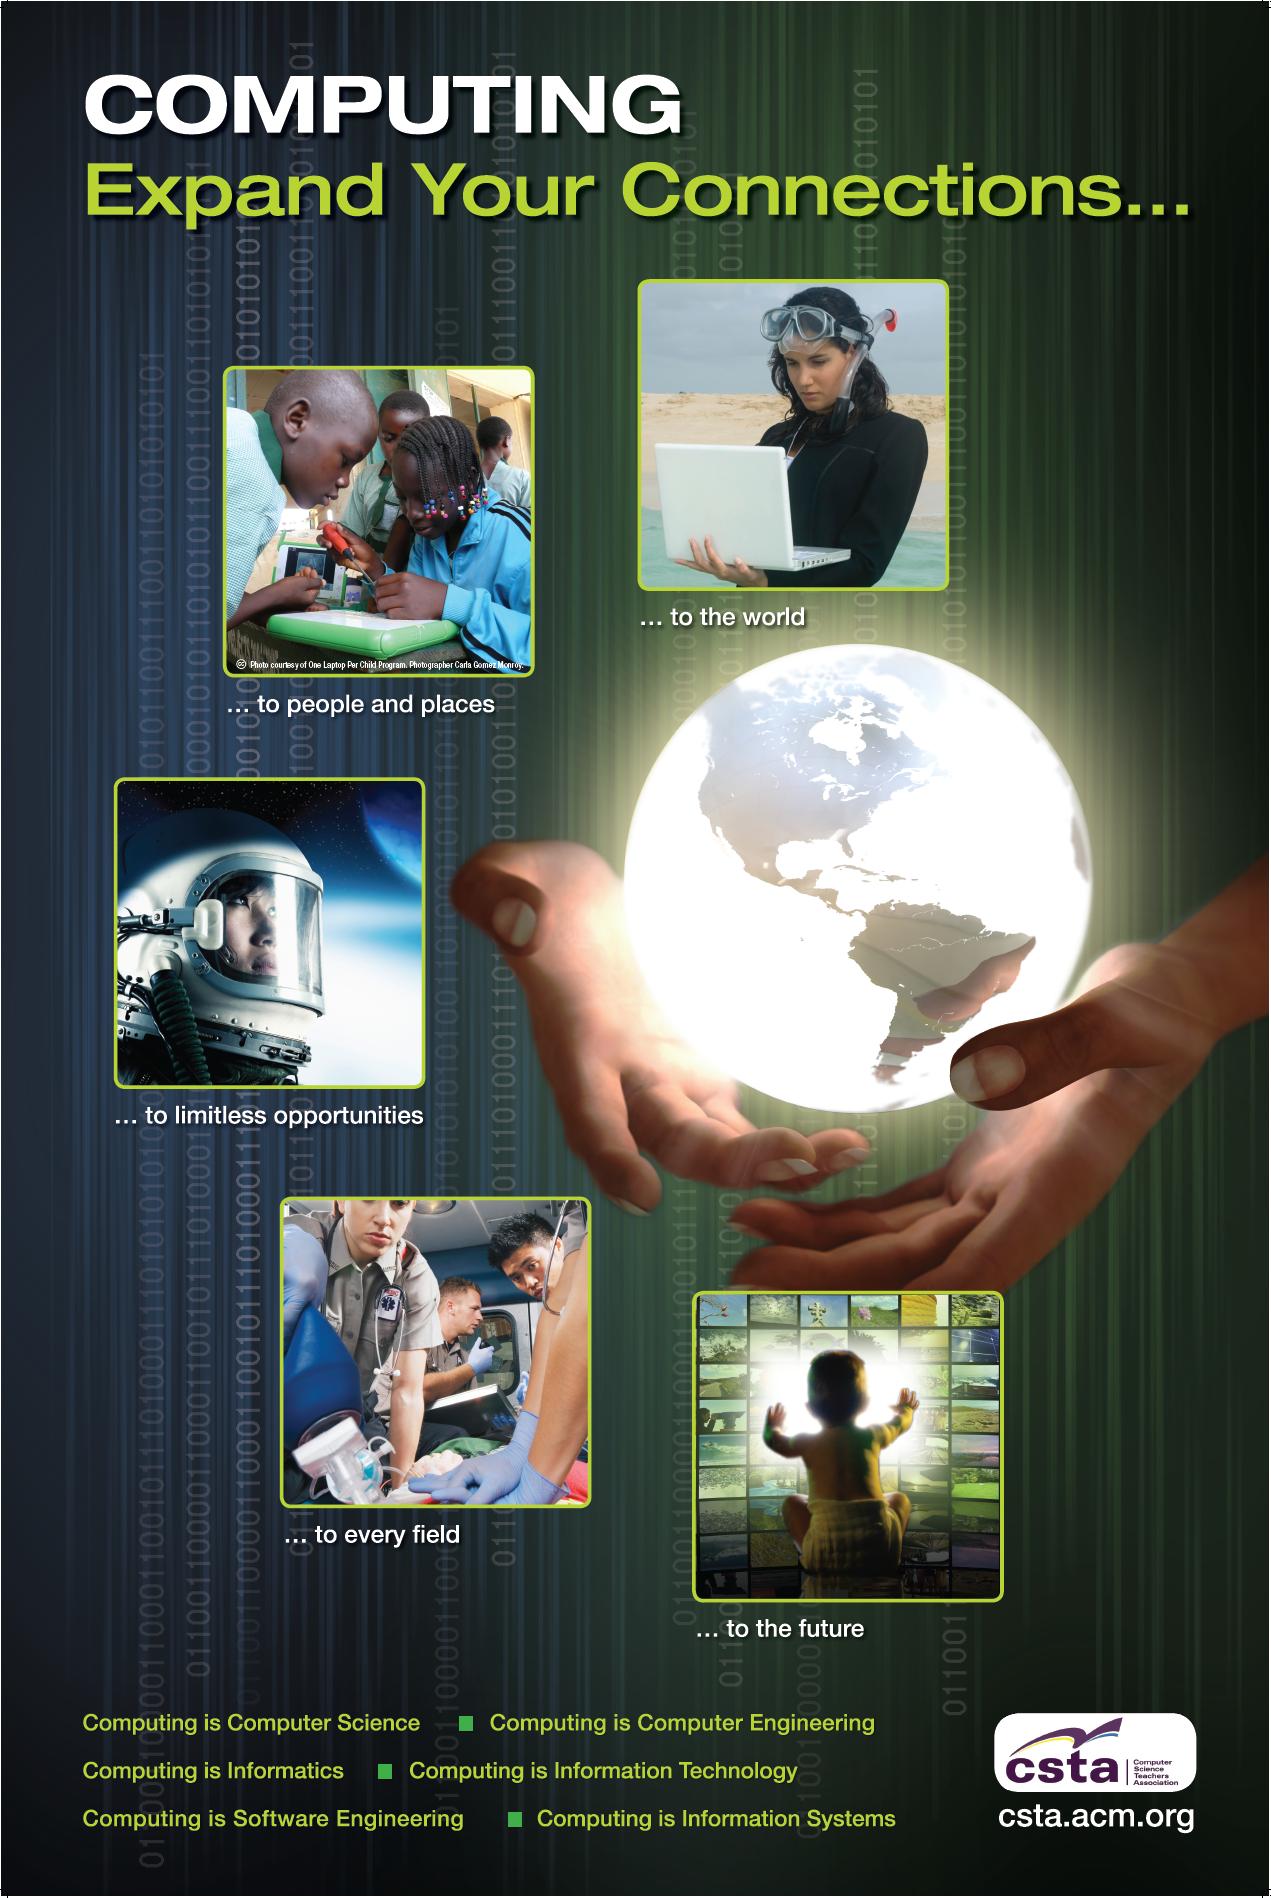 COMPUTING
Expand Your Connections...
... to the world
Photo courtesy of One Laptop Per Child Program. Photographer Carla Gomez Monroy.
... to people and places
... to limitless opportunities
... to every field
... to the future
Computing is Computer Science ■ Computing is Computer Engineering
Computing is Informatics ■ Computing is Information Technology
Computing is Software Engineering ■ Computing is Information Systems
csta
Computer
Science
Teachers
Association
csta.acm.org